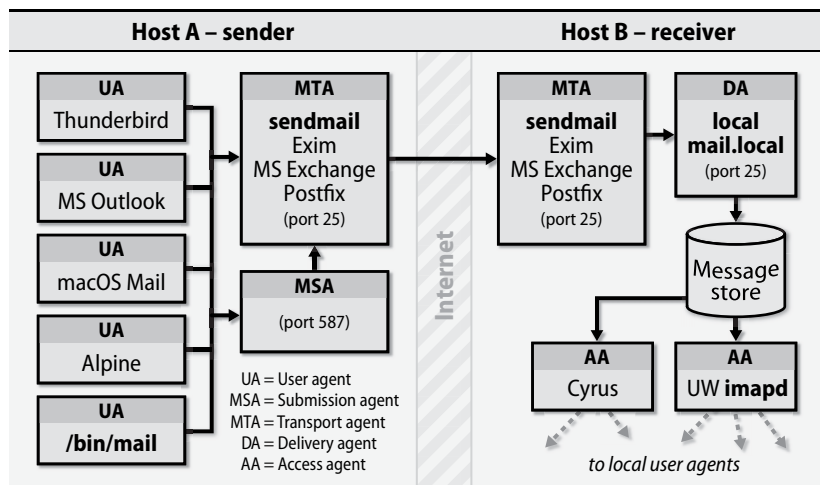 Host A – sender
Host B – receiver
UA
Thunderbird
UA
MS Outlook
UA
macOS Mail
UA
Alpine
UA
/bin/mail
MTA
sendmail
Exim
MS Exchange
Postfix
(port 25)
MSA
(port 587)
UA = User agent
MSA = Submission agent
MTA = Transport agent
DA = Delivery agent
AA = Access agent
Internet
MTA
sendmail
Exim
MS Exchange
Postfix
(port 25)
DA
local
mail.local
(port 25)
Message
store
AA
Cyrus
AA
UW imapd
to local user agents